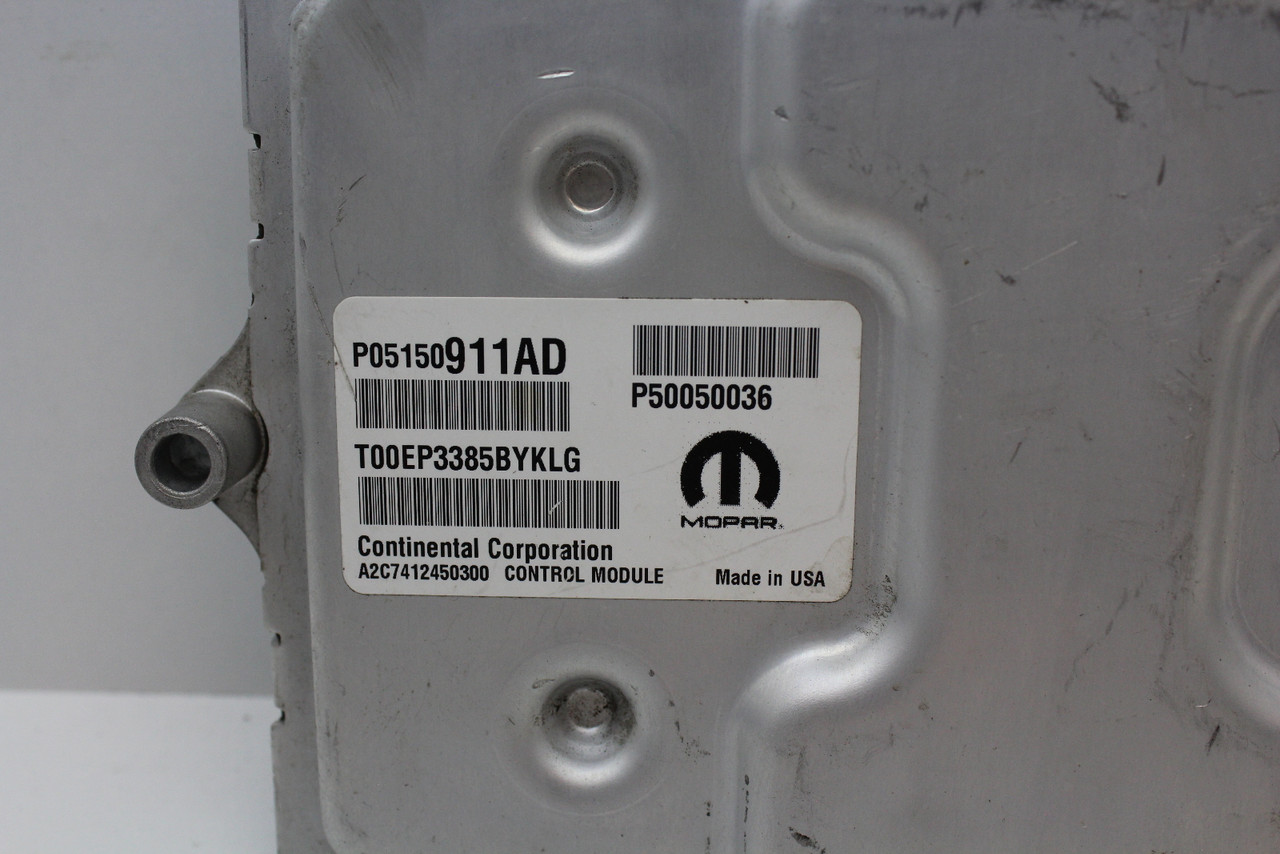 P05150911AD
P50050036
T00EP3385BYKLG
MOPAR
Continental Corporation
A2C7412450300 CONTROL MODULE Made in USA